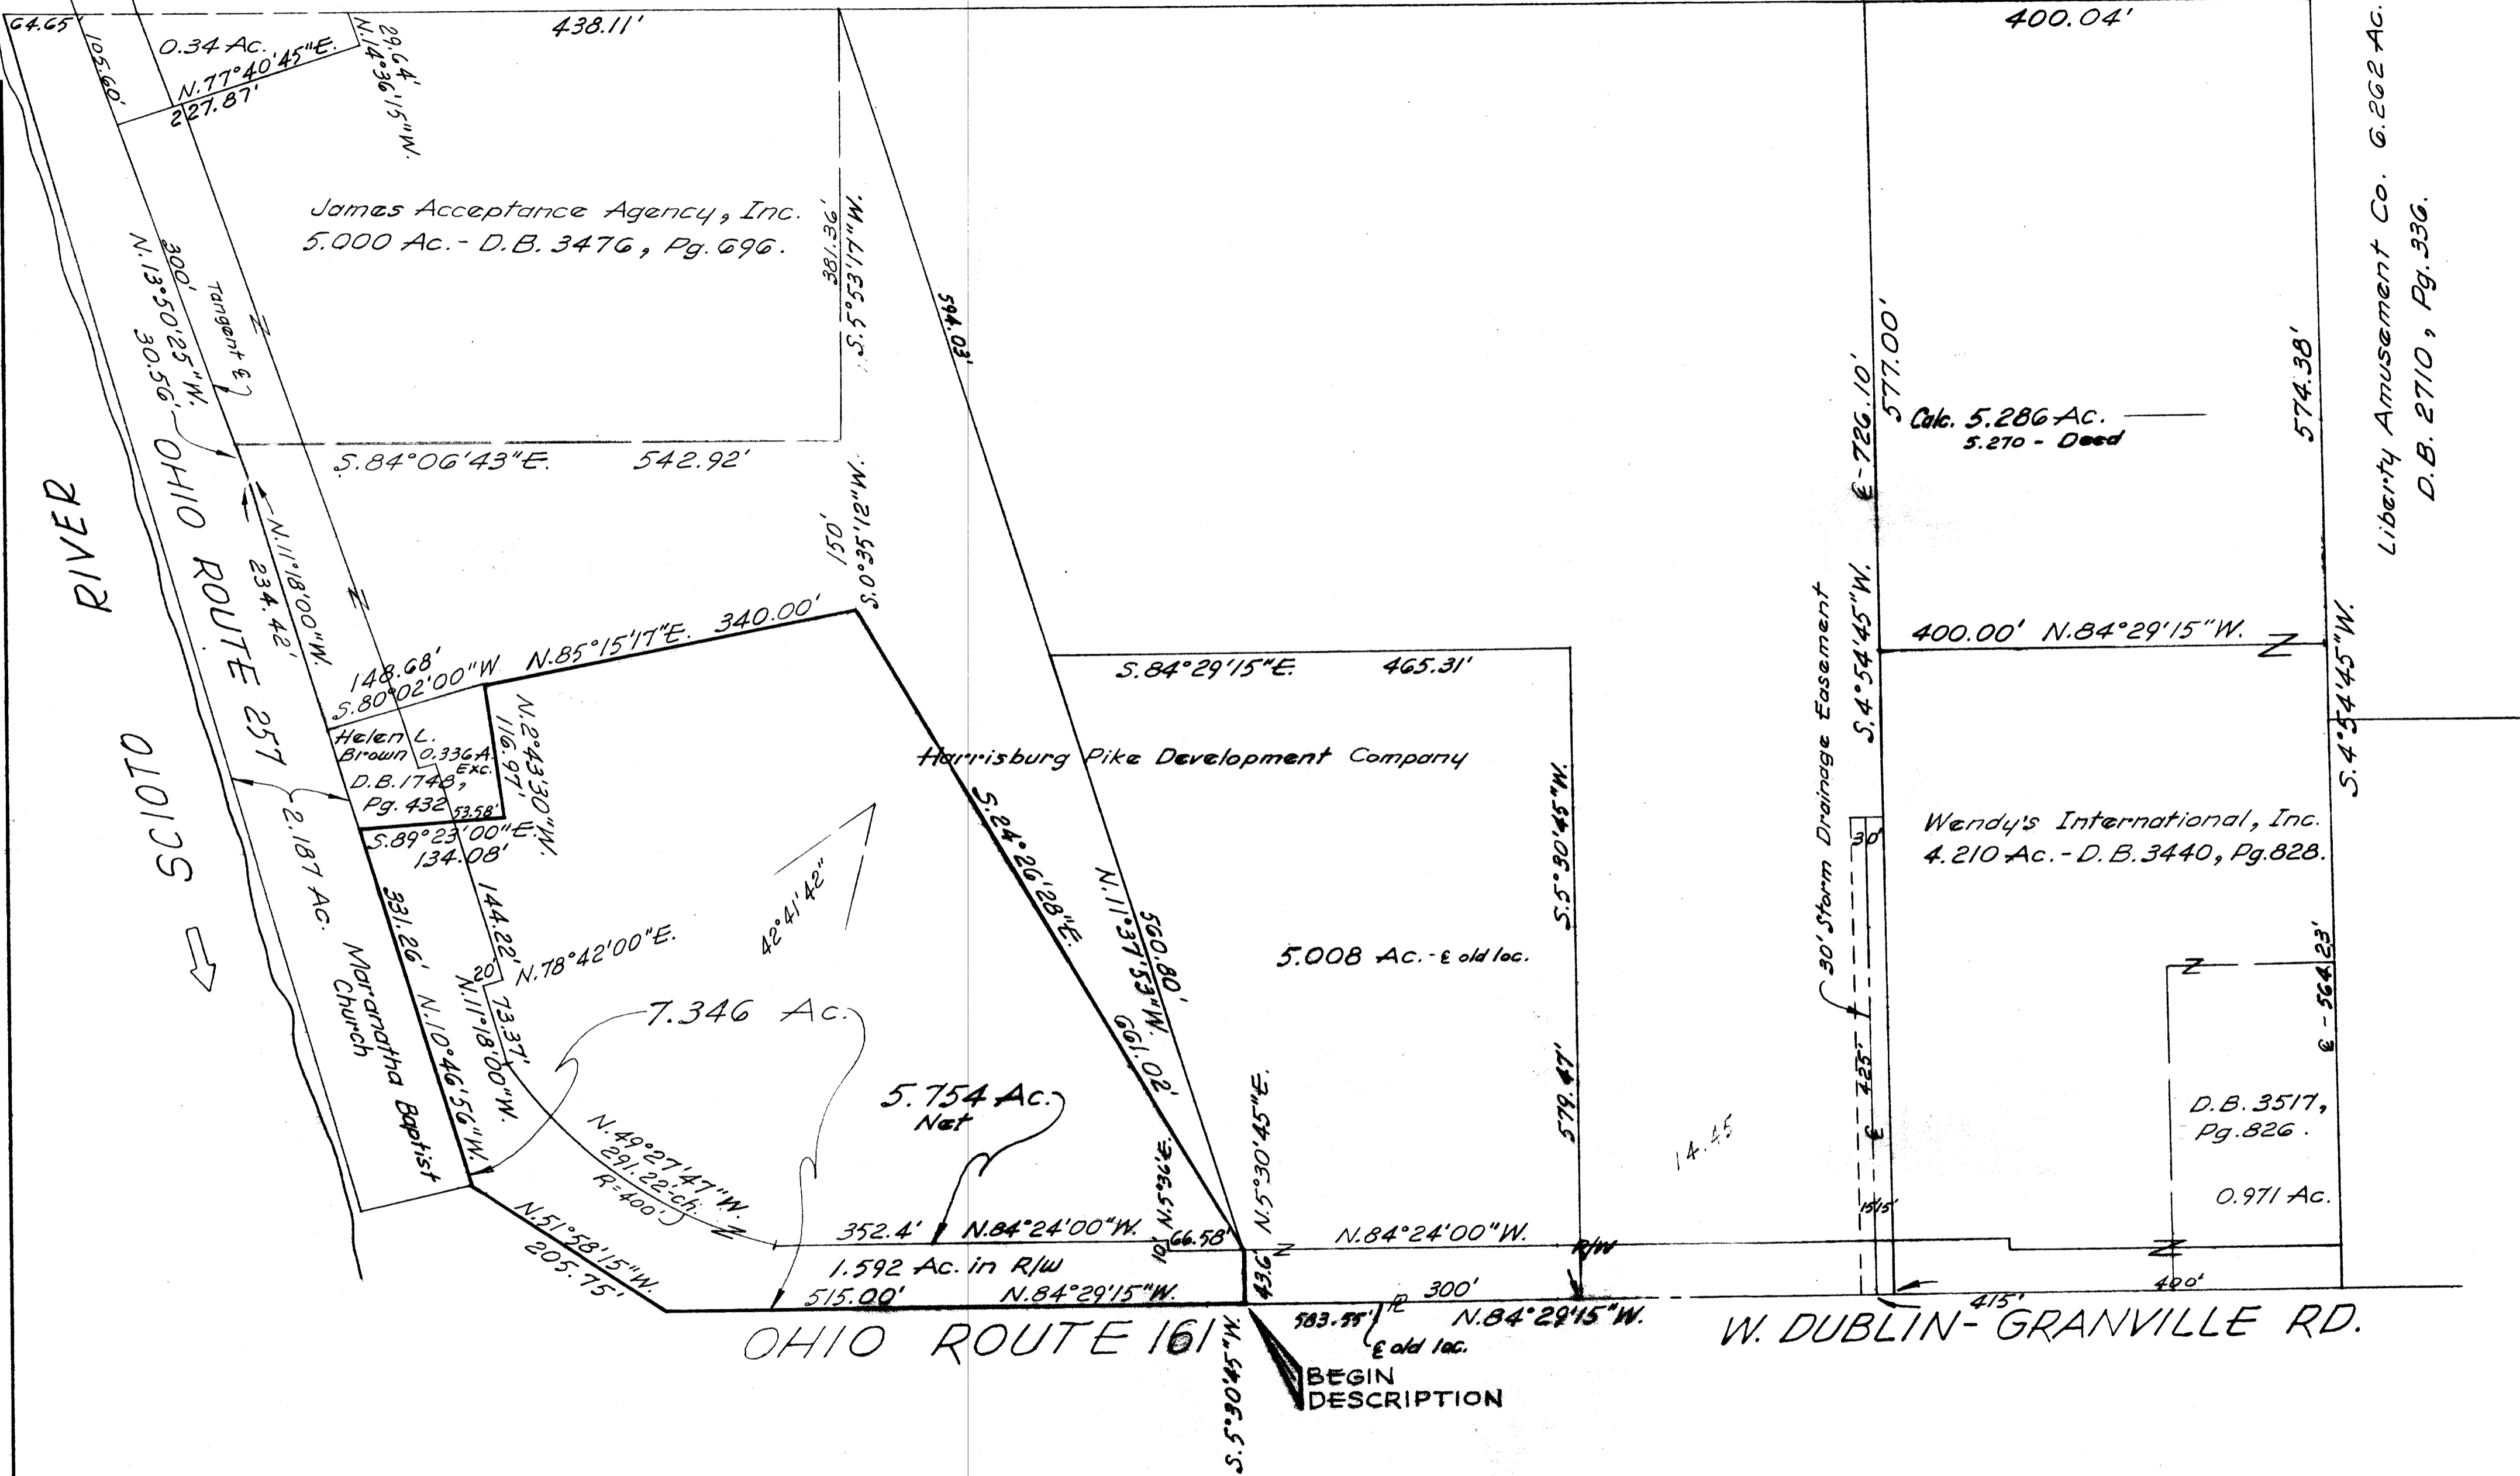 64.65'
105.60'
0.34 Ac.
N.77°40'45"E.
227.87'
29.64'
N.14°36'15"W.
438.11'
400.04'
Liberty Amusement Co. 6.262 Ac.
D.B. 2710, Pg. 336.
James Acceptance Agency, Inc.
5.000 Ac.- D.B. 3476, Pg. 696.
381.36'
S.5°53'17"W.
594.03'
300'
N.13°50'25"W.
30.56'
Tangent ℄
S.84°06'43"E. 542.92'
S.0°35'12"W.
150'
℄-726.10'
577.00'
574.38'
Calc. 5.286 Ac.
5.270 - Deed
RIVER
SCIOTO
OHIO ROUTE 257
N.11°18'00"W.
234.42'
148.68'
S.80°02'00"W.
N.85°15'17"E. 340.00'
S.84°29'15"E. 465.31'
S.4°54'45"W.
400.00' N.84°29'15"W.
S.4°54'45"W.
Helen L.
Brown 0.336 A.
Exc.
D.B. 1748,
Pg. 432
53.58'
N.2°43'30"W.
116.97'
S.89°23'00"E.
134.08'
2.187 Ac.
Harrisburg Pike Development Company
S.24°26'28"E.
661.02'
N.11°37'53"W.
560.80'
S.5°30'45"W.
579.47'
30' Storm Drainage Easement
30'
Wendy's International, Inc.
4.210 Ac.- D.B. 3440, Pg. 828.
42°41'42"
5.008 Ac.-℄ old loc.
144.22'
N.78°42'00"E.
20'
331.26' N.10°46'56"W.
N.11°18'00"W.
73.37'
Maranatha Baptist
Church
7.346 Ac.
5.754 Ac.
Net
℄ 425'
℄
℄ - 564.23'
D.B. 3517,
Pg. 826.
0.971 Ac.
14.45
N.49°27'47"W.
291.22'-ch.
R=400'
N.5°36'E.
10'
N.5°30'45"E.
15' 15'
352.4' N.84°24'00"W. 66.58'
N.84°24'00"W.
R/W
1.592 Ac. in R/W
43.6'
N.51°58'15"W.
205.75'
515.00' N.84°29'15"W.
300'
583.55'
N.84°29'15"W.
400'
415'
OHIO ROUTE 161
W. DUBLIN-GRANVILLE RD.
℄ old loc.
S.5°30'45"W.
BEGIN
DESCRIPTION